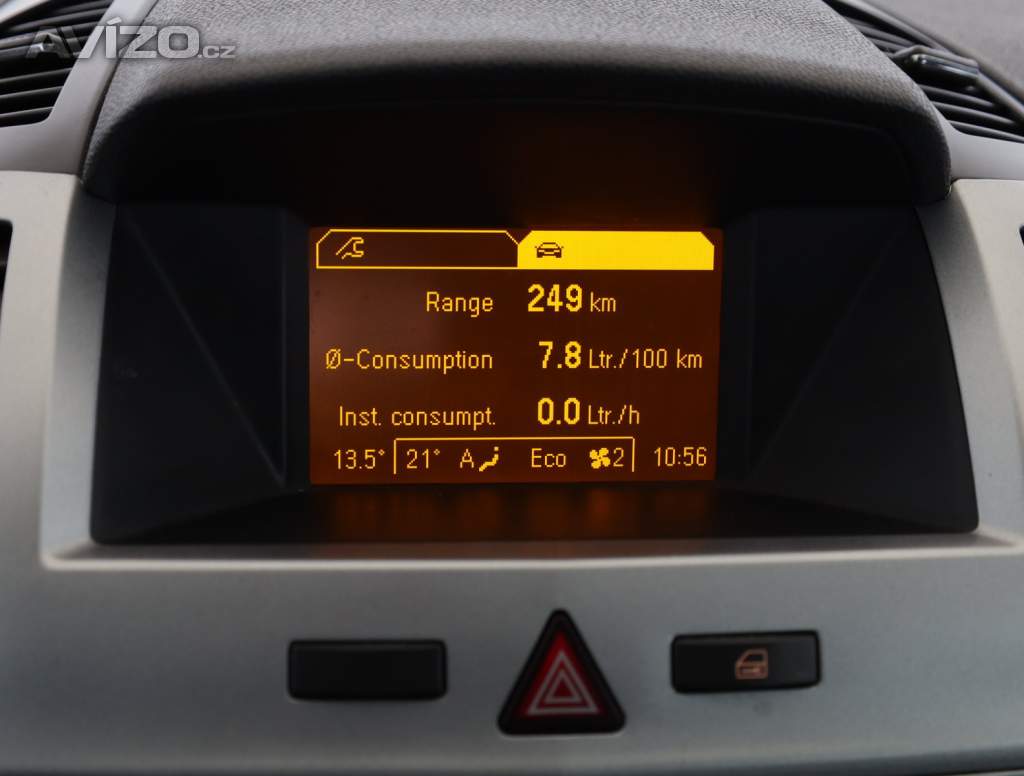 AVÍZO.cz
Range 249 km
Ø-Consumption 7.8 Ltr./100 km
Inst. consumpt. 0.0 Ltr./h
13.5° 21° A Eco 2 10:56